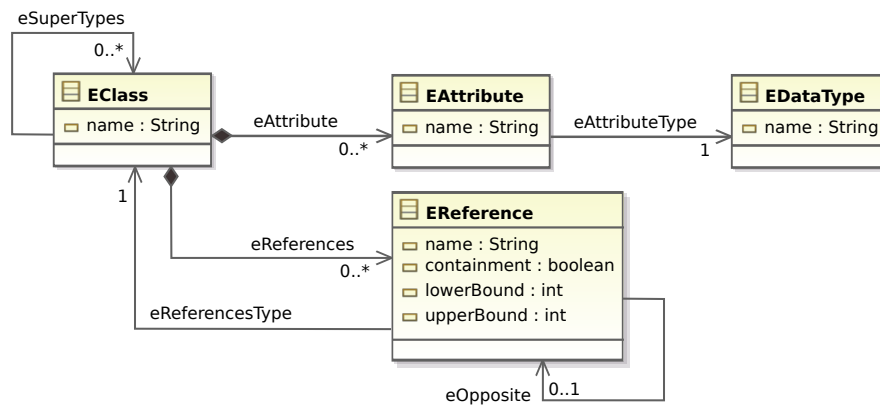 eSuperTypes
0..*
EClass
name : String
eAttribute
0..*
EAttribute
name : String
eAttributeType
1
EDataType
name : String
1
eReferences
0..*
eReferencesType
EReference
name : String
containment : boolean
lowerBound : int
upperBound : int
eOpposite
0..1